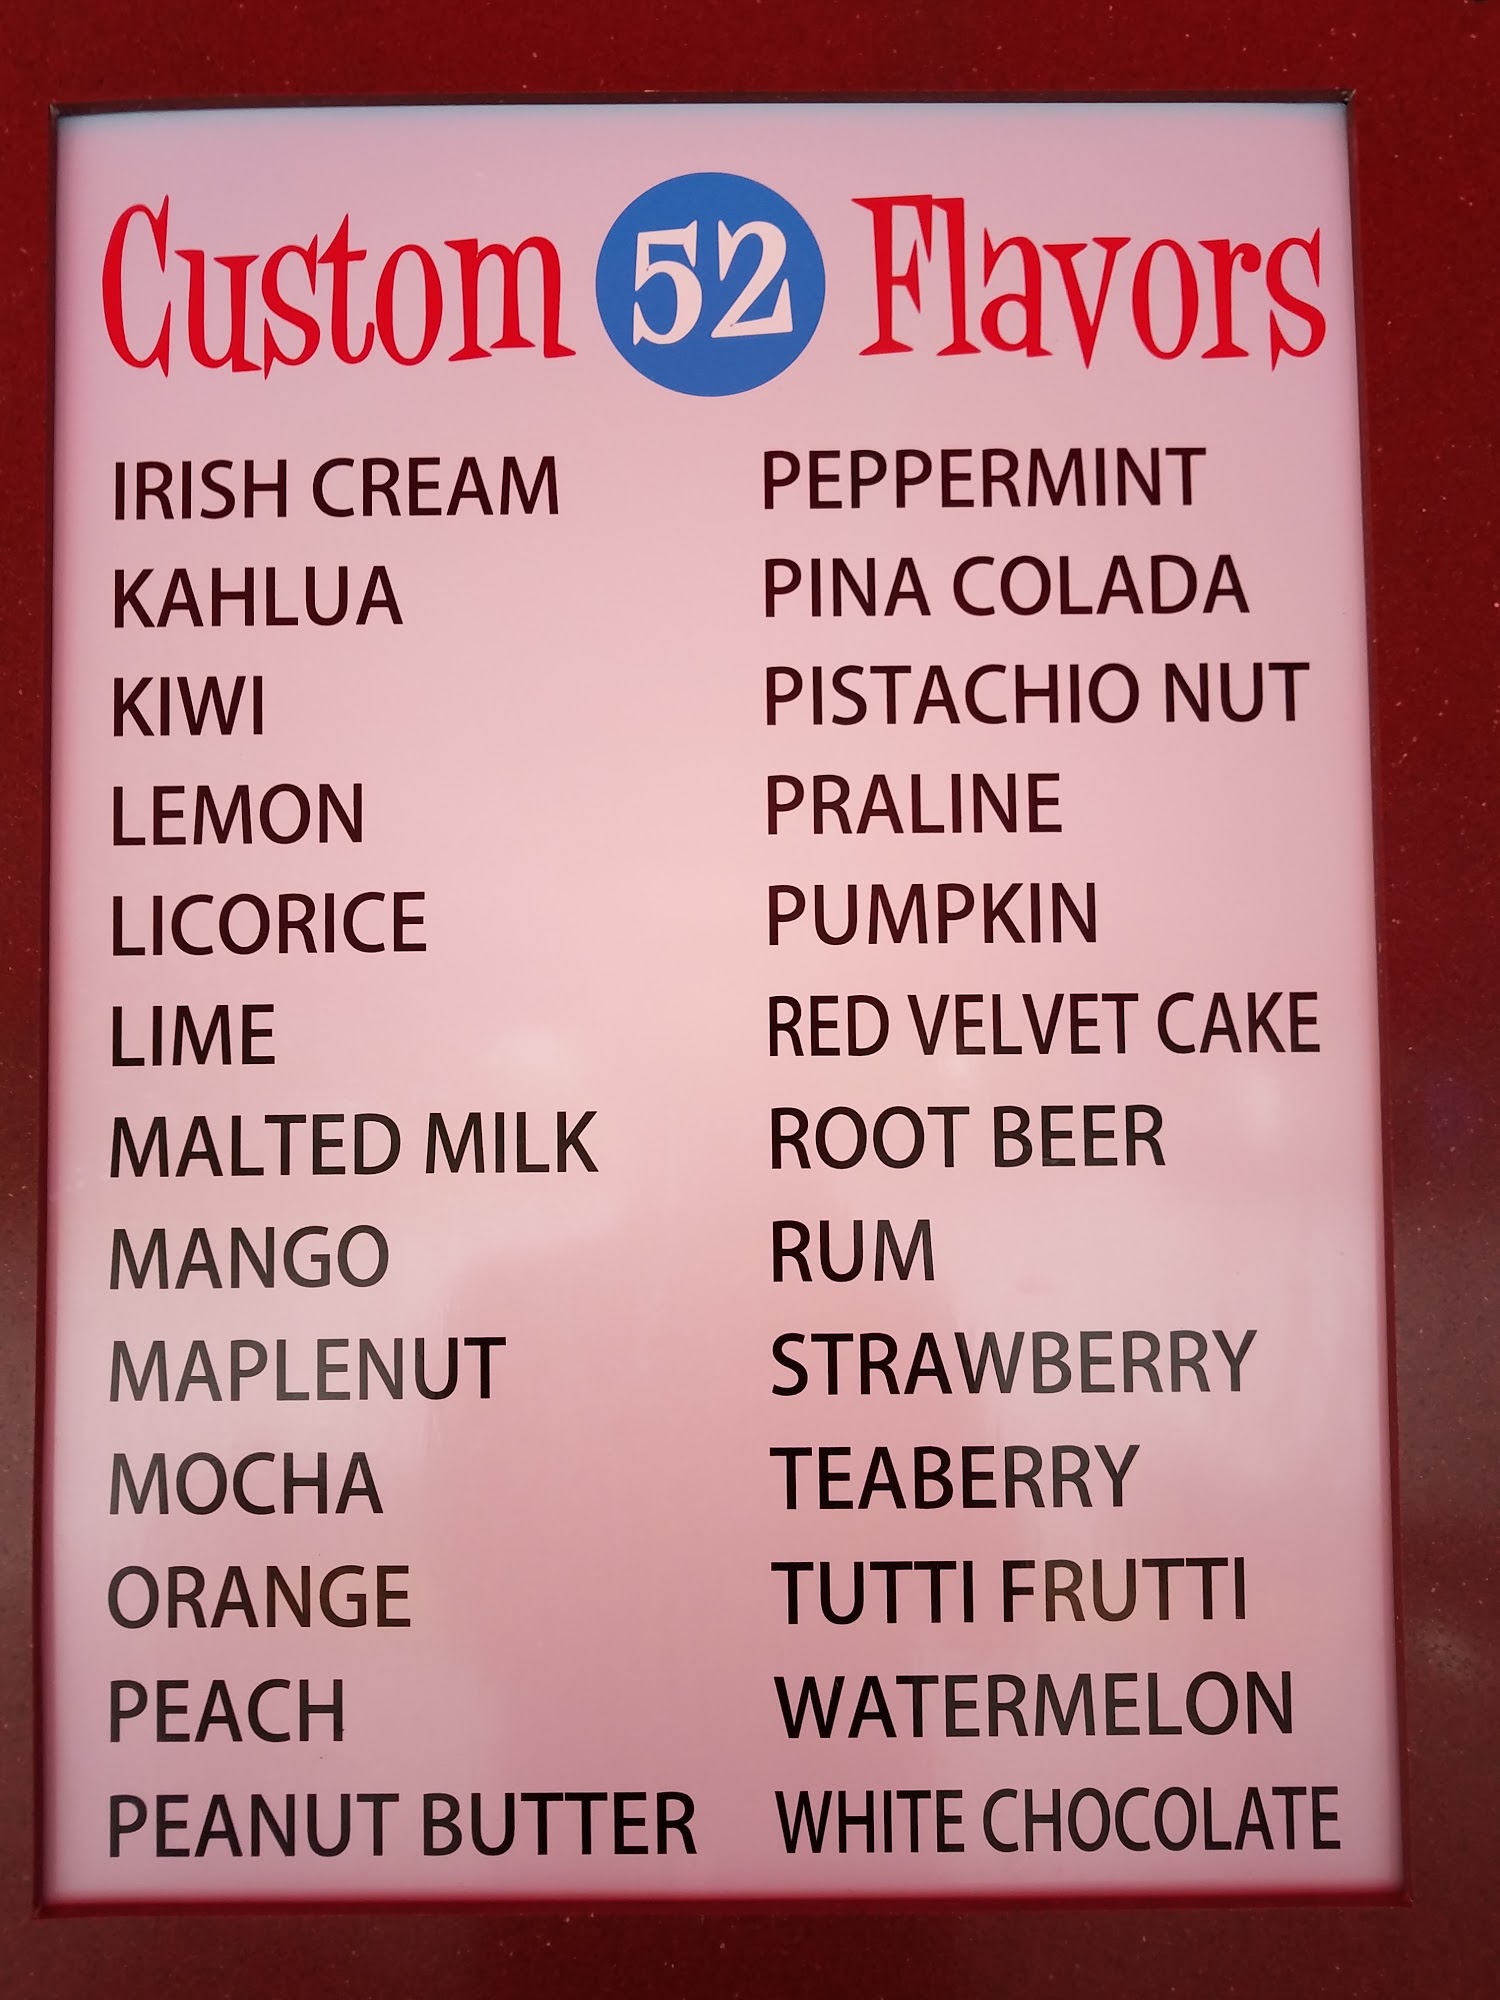 Custom 52 Flavors
IRISH CREAM
KAHLUA
KIWI
LEMON
LICORICE
LIME
MALTED MILK
MANGO
MAPLENUT
MOCHA
ORANGE
PEACH
PEANUT BUTTER
PEPPERMINT
PINA COLADA
PISTACHIO NUT
PRALINE
PUMPKIN
RED VELVET CAKE
ROOT BEER
RUM
STRAWBERRY
TEABERRY
TUTTI FRUTTI
WATERMELON
WHITE CHOCOLATE